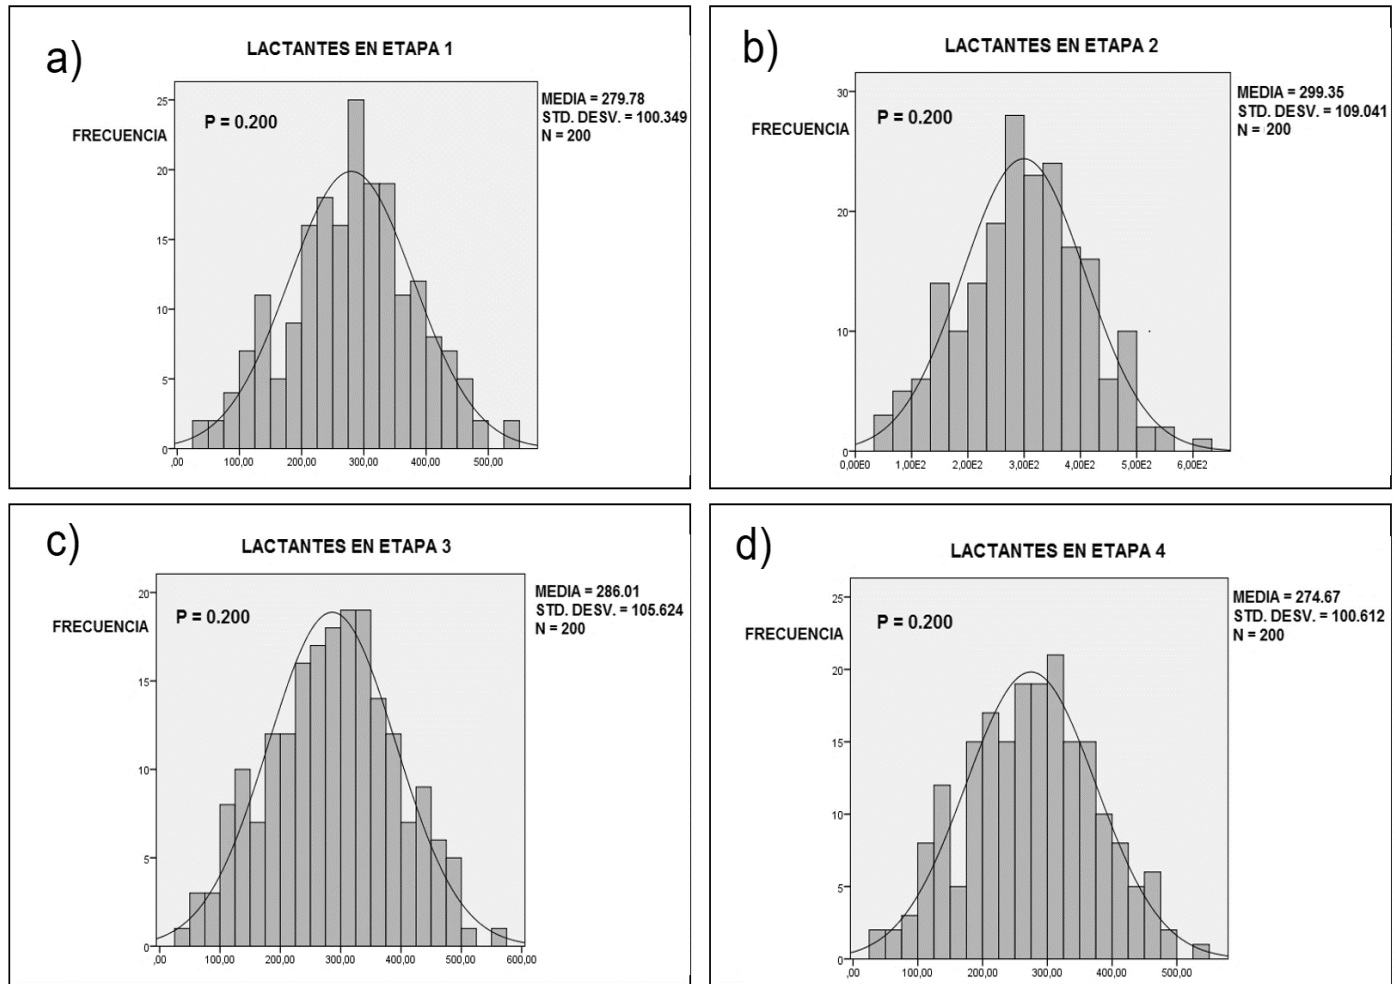 a)
LACTANTES EN ETAPA 1
P = 0.200
FRECUENCIA
MEDIA = 279.78
STD. DESV. = 100.349
N = 200
25
20
15
10
5
0
,00 100,00 200,00 300,00 400,00 500,00
b)
LACTANTES EN ETAPA 2
P = 0.200
FRECUENCIA
MEDIA = 299.35
STD. DESV. = 109.041
N = 200
30
20
10
0
0,00E0 1,00E2 2,00E2 3,00E2 4,00E2 5,00E2 6,00E2
c)
LACTANTES EN ETAPA 3
P = 0.200
FRECUENCIA
MEDIA = 286.01
STD. DESV. = 105.624
N = 200
20
15
10
5
0
,00 100,00 200,00 300,00 400,00 500,00 600,00
d)
LACTANTES EN ETAPA 4
P = 0.200
FRECUENCIA
MEDIA = 274.67
STD. DESV. = 100.612
N = 200
25
20
15
10
5
0
,00 100,00 200,00 300,00 400,00 500,00